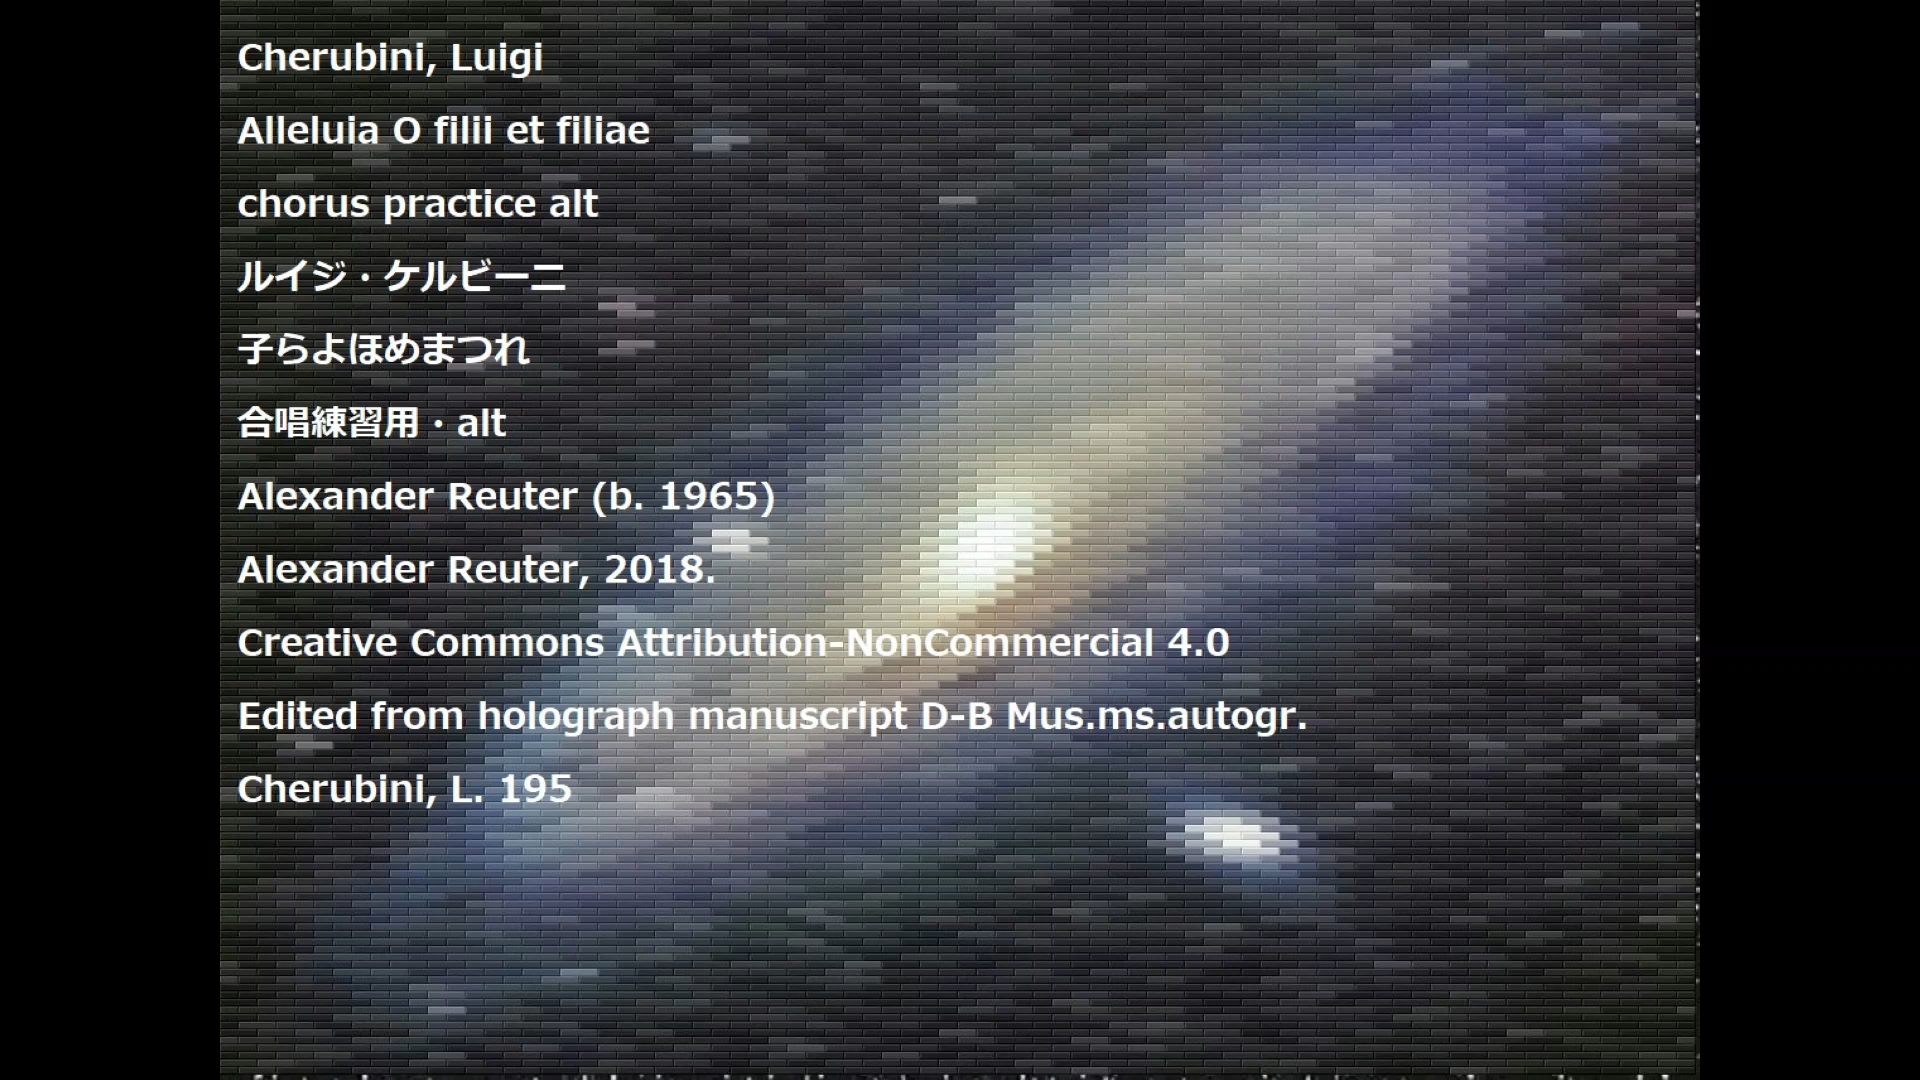 Cherubini, Luigi
Alleluia O filii et filiae
chorus practice alt
ルイジ・ケルビーニ
子らよほめまつれ
合唱練習用・alt
Alexander Reuter (b. 1965)
Alexander Reuter, 2018.
Creative Commons Attribution-NonCommercial 4.0
Edited from holograph manuscript D-B Mus.ms.autogr.
Cherubini, L. 195